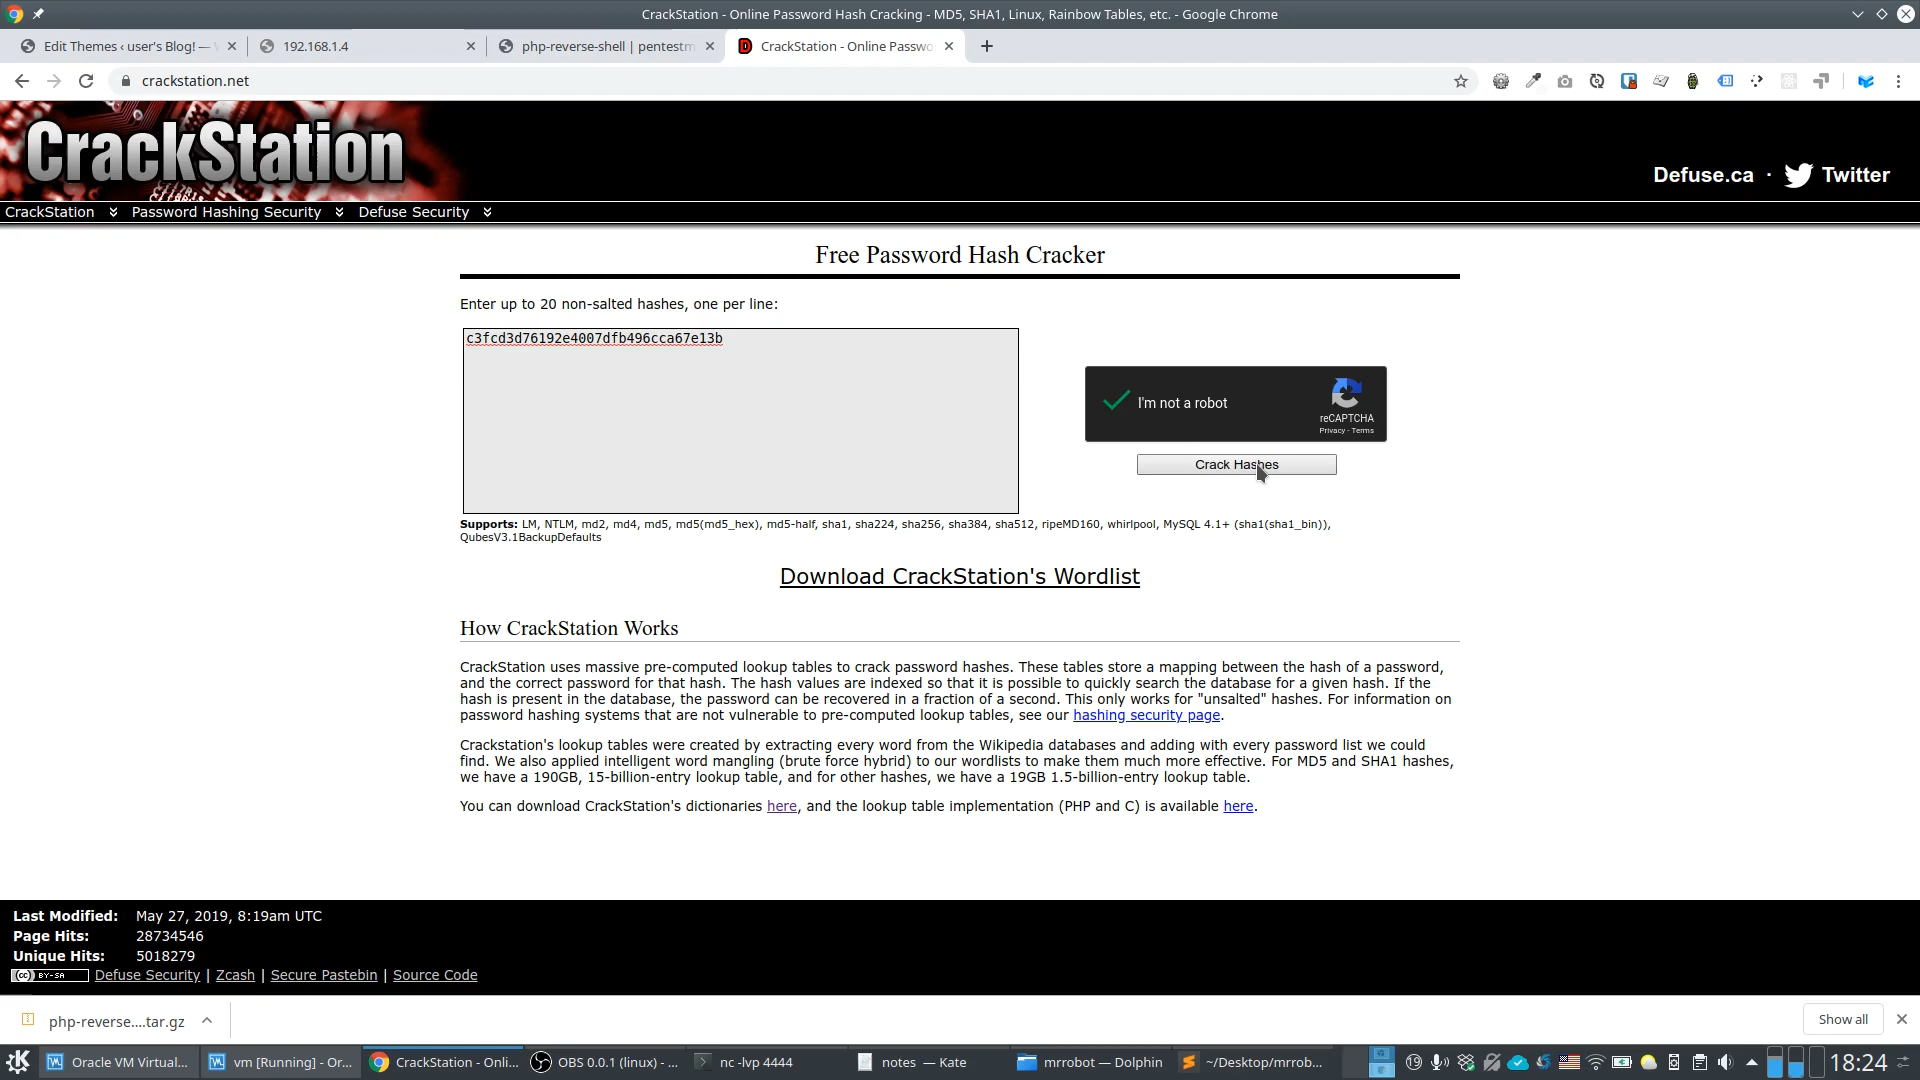 CrackStation - Online Password Hash Cracking - MD5, SHA1, Linux, Rainbow Tables, etc. - Google Chrome
Edit Themes ‹ user's Blog! —
192.168.1.4
php-reverse-shell | pentestm
CrackStation - Online Passwo
crackstation.net
CrackStation
Defuse.ca · Twitter
CrackStation Password Hashing Security Defuse Security
Free Password Hash Cracker
Enter up to 20 non-salted hashes, one per line:
c3fcd3d76192e4007dfb496cca67e13b
I'm not a robot
reCAPTCHA
Privacy - Terms
Crack Hashes
Supports: LM, NTLM, md2, md4, md5, md5(md5_hex), md5-half, sha1, sha224, sha256, sha384, sha512, ripeMD160, whirlpool, MySQL 4.1+ (sha1(sha1_bin)),
QubesV3.1BackupDefaults
Download CrackStation's Wordlist
How CrackStation Works
CrackStation uses massive pre-computed lookup tables to crack password hashes. These tables store a mapping between the hash of a password,
and the correct password for that hash. The hash values are indexed so that it is possible to quickly search the database for a given hash. If the
hash is present in the database, the password can be recovered in a fraction of a second. This only works for "unsalted" hashes. For information on
password hashing systems that are not vulnerable to pre-computed lookup tables, see our hashing security page.
Crackstation's lookup tables were created by extracting every word from the Wikipedia databases and adding with every password list we could
find. We also applied intelligent word mangling (brute force hybrid) to our wordlists to make them much more effective. For MD5 and SHA1 hashes,
we have a 190GB, 15-billion-entry lookup table, and for other hashes, we have a 19GB 1.5-billion-entry lookup table.
You can download CrackStation's dictionaries here, and the lookup table implementation (PHP and C) is available here.
Last Modified: May 27, 2019, 8:19am UTC
Page Hits: 28734546
Unique Hits: 5018279
(cc) BY-SA Defuse Security | Zcash | Secure Pastebin | Source Code
php-reverse....tar.gz
Show all
Oracle VM Virtual...
vm [Running] - Or...
CrackStation - Onli...
OBS 0.0.1 (linux) - ...
nc -lvp 4444
notes — Kate
mrrobot — Dolphin
~/Desktop/mrrob...
19
18:24